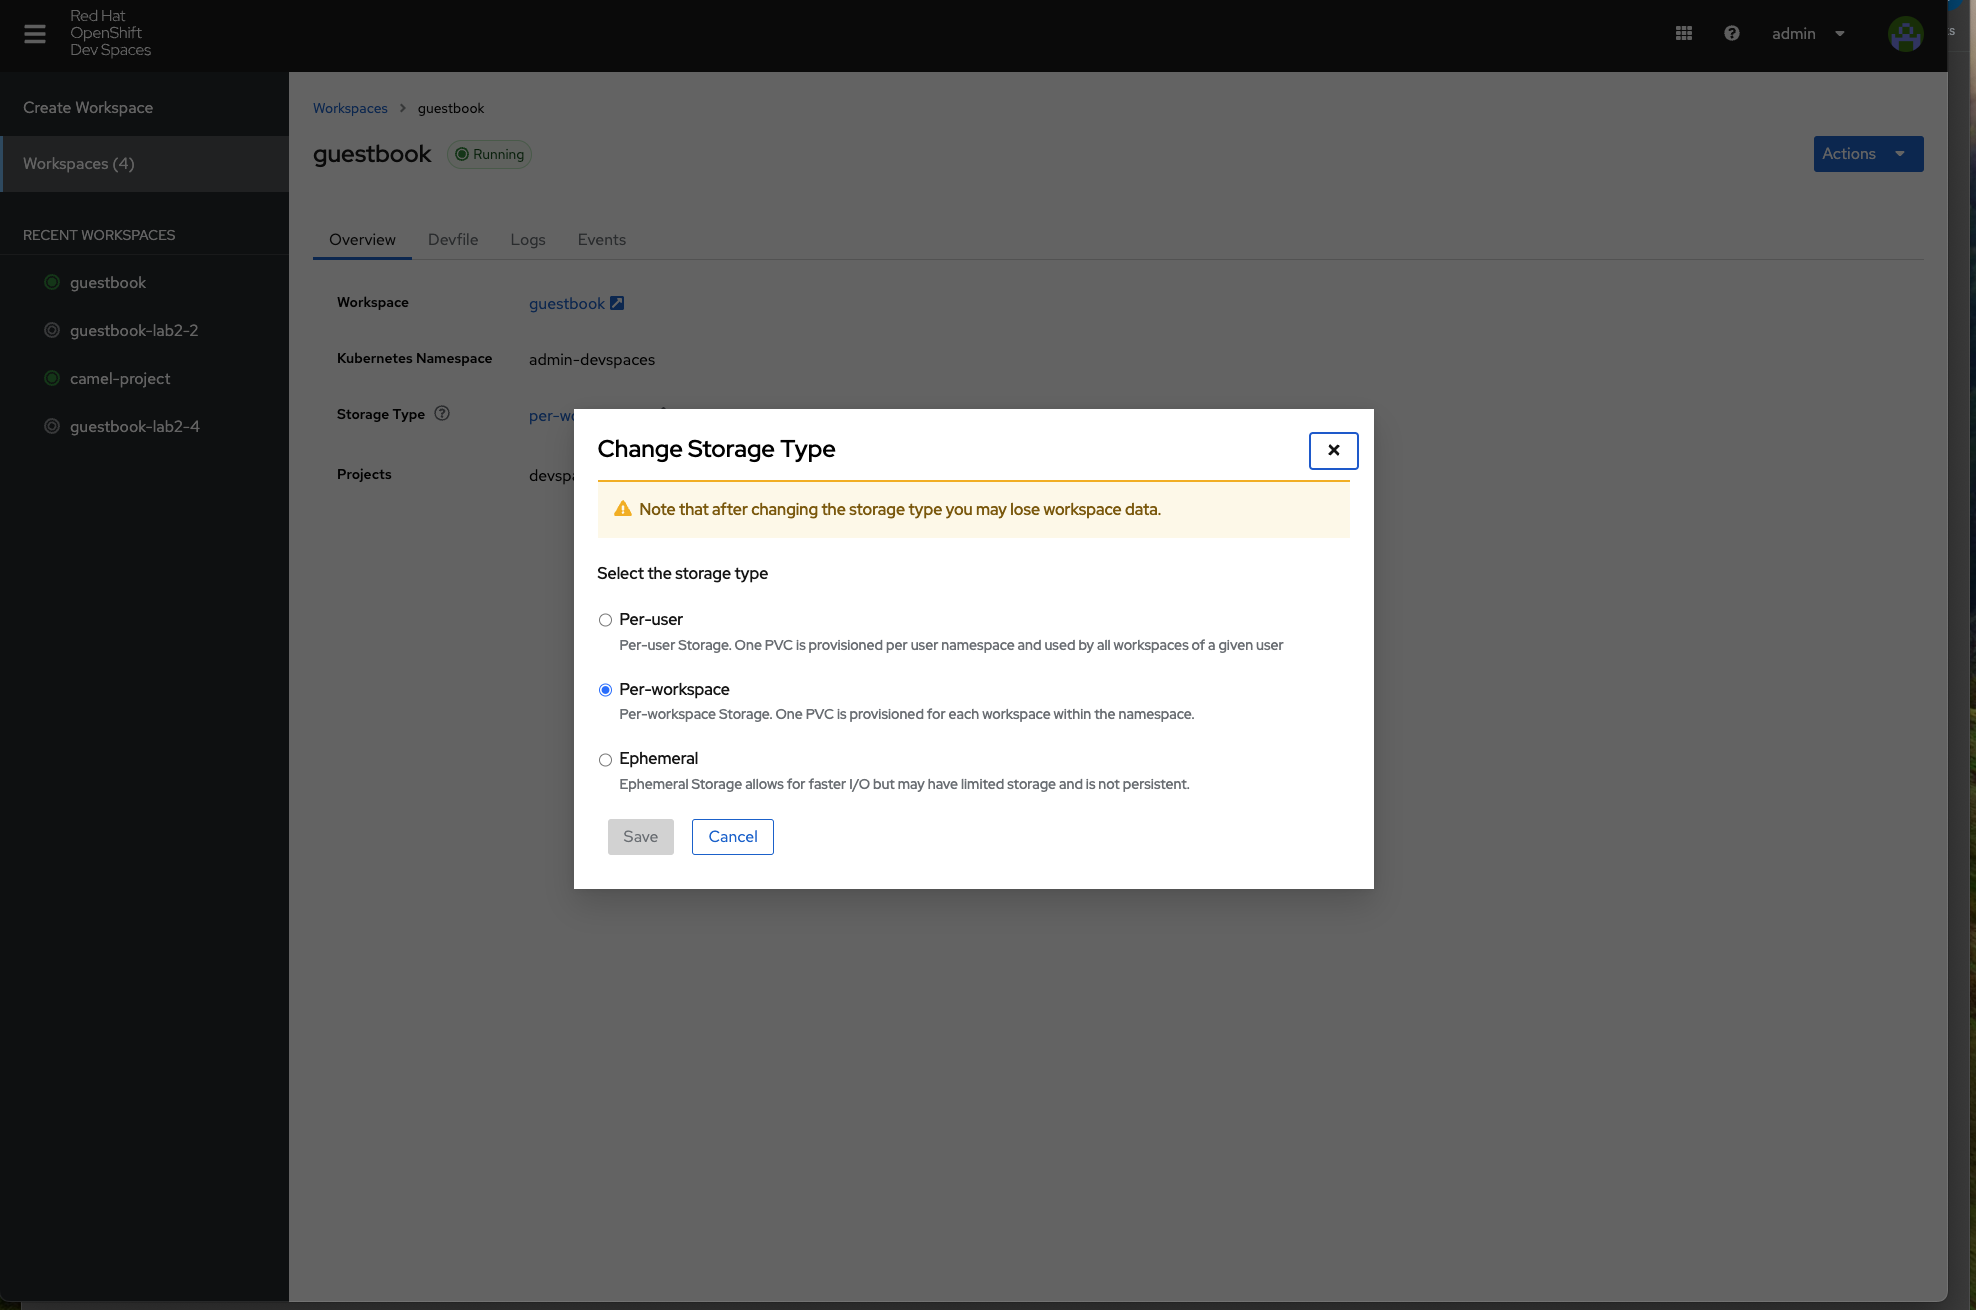 Red Hat
OpenShift
Dev Spaces
admin
Create Workspace
Workspaces (4)
RECENT WORKSPACES
guestbook
guestbook-lab2-2
camel-project
guestbook-lab2-4
Workspaces > guestbook
guestbook Running
Actions
Overview Devfile Logs Events
Workspace guestbook
Kubernetes Namespace admin-devspaces
Storage Type
Projects
Change Storage Type
Note that after changing the storage type you may lose workspace data.
Select the storage type
Per-user
Per-user Storage. One PVC is provisioned per user namespace and used by all workspaces of a given user
Per-workspace
Per-workspace Storage. One PVC is provisioned for each workspace within the namespace.
Ephemeral
Ephemeral Storage allows for faster I/O but may have limited storage and is not persistent.
Save Cancel